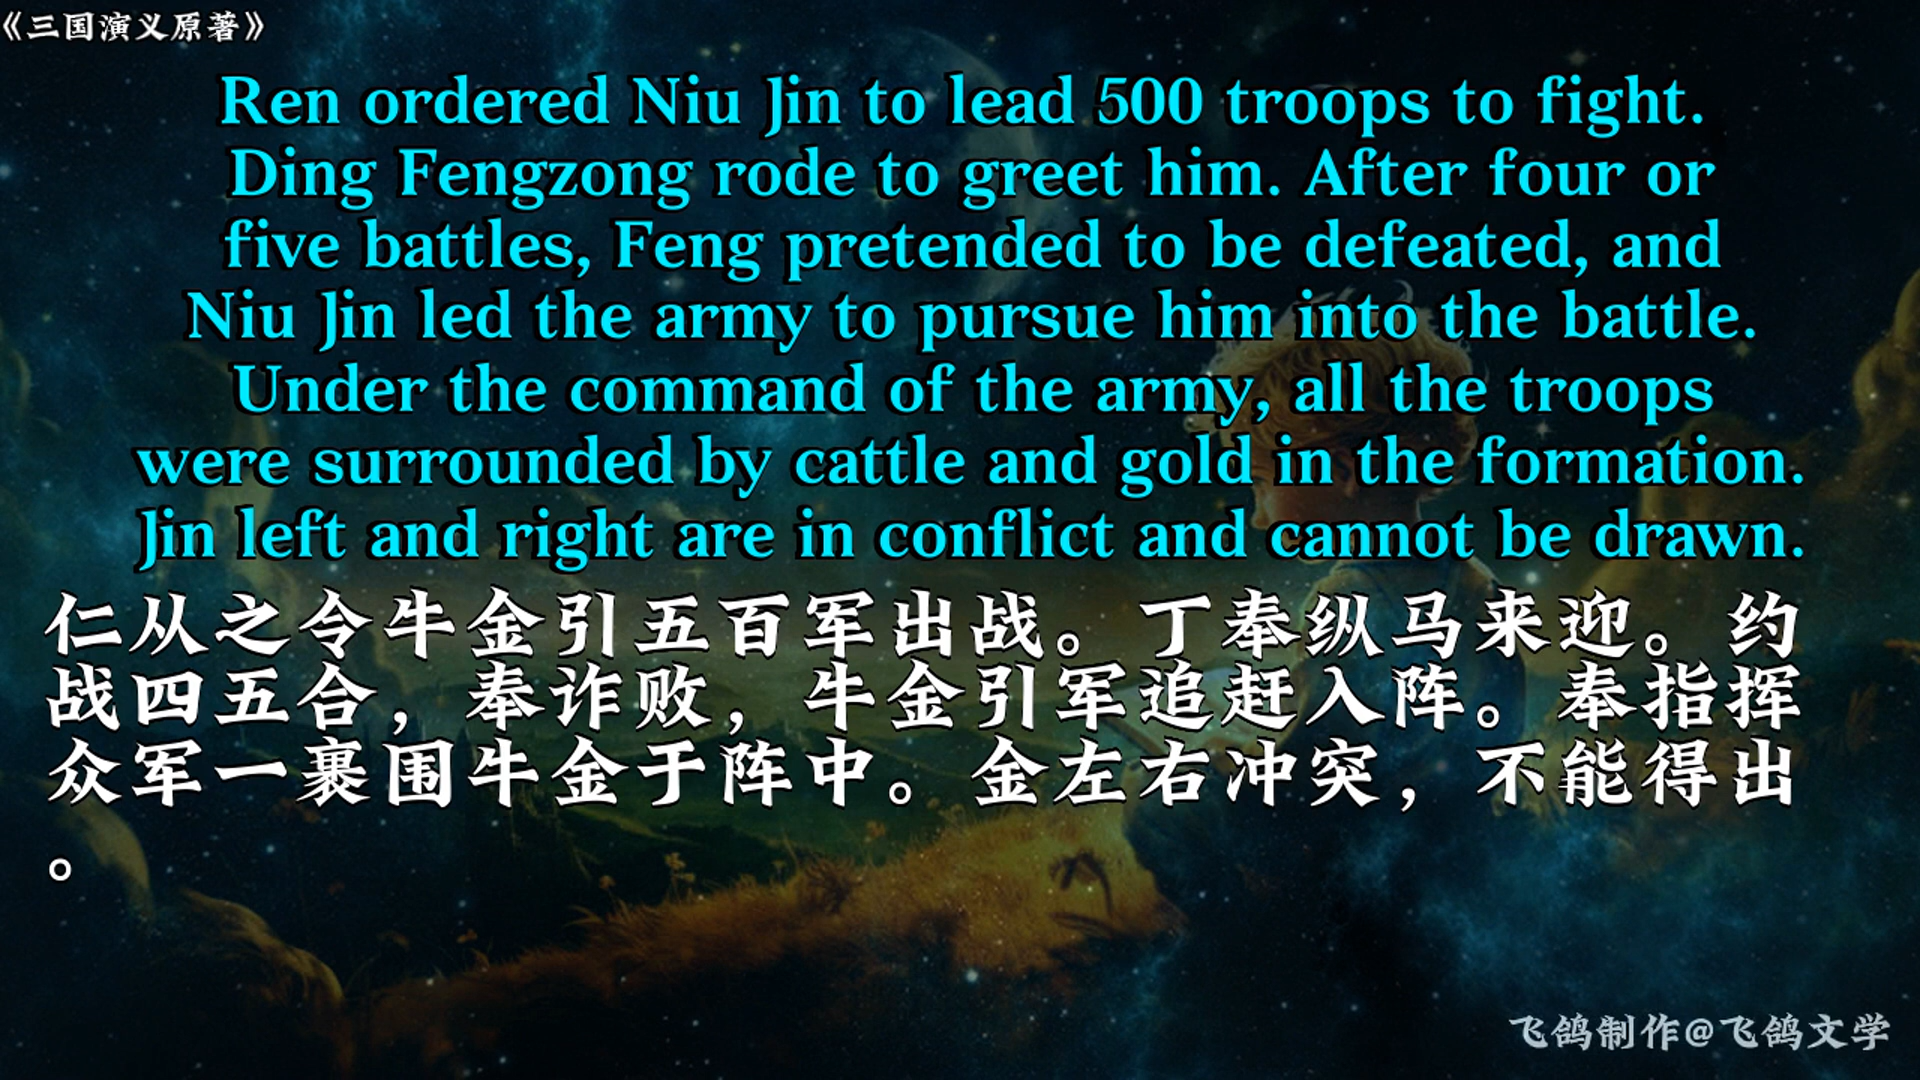 《三国演义原著》
Ren ordered Niu Jin to lead 500 troops to fight.
Ding Fengzong rode to greet him. After four or
five battles, Feng pretended to be defeated, and
Niu Jin led the army to pursue him into the battle.
Under the command of the army, all the troops
were surrounded by cattle and gold in the formation.
Jin left and right are in conflict and cannot be drawn.
仁从之令牛金引五百军出战。丁奉纵马来迎。约
战四五合，奉诈败，牛金引军追赶入阵。奉指挥
众军一裹围牛金于阵中。金左右冲突，不能得出
。
飞鸽制作@飞鸽文学